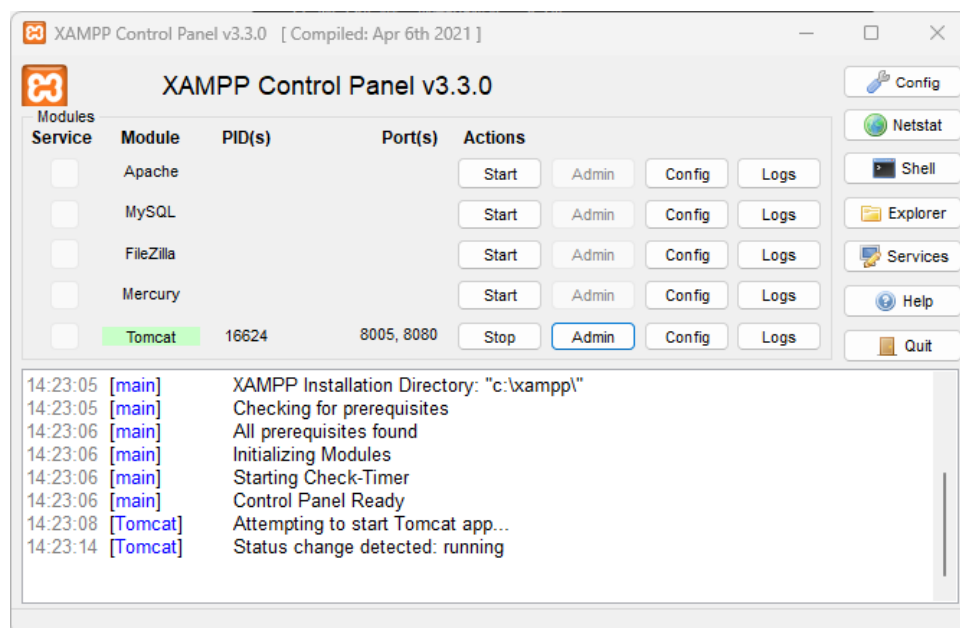 XAMPP Control Panel v3.3.0 [ Compiled: Apr 6th 2021 ]
XAMPP Control Panel v3.3.0
Config
Modules
Service Module PID(s) Port(s) Actions
Netstat
Apache Start Admin Config Logs
Shell
MySQL Start Admin Config Logs
Explorer
FileZilla Start Admin Config Logs
Services
Mercury Start Admin Config Logs
Help
Tomcat 16624 8005, 8080 Stop Admin Config Logs
Quit
14:23:05 [main] XAMPP Installation Directory: "c:\xampp\"
14:23:05 [main] Checking for prerequisites
14:23:06 [main] All prerequisites found
14:23:06 [main] Initializing Modules
14:23:06 [main] Starting Check-Timer
14:23:06 [main] Control Panel Ready
14:23:08 [Tomcat] Attempting to start Tomcat app...
14:23:14 [Tomcat] Status change detected: running